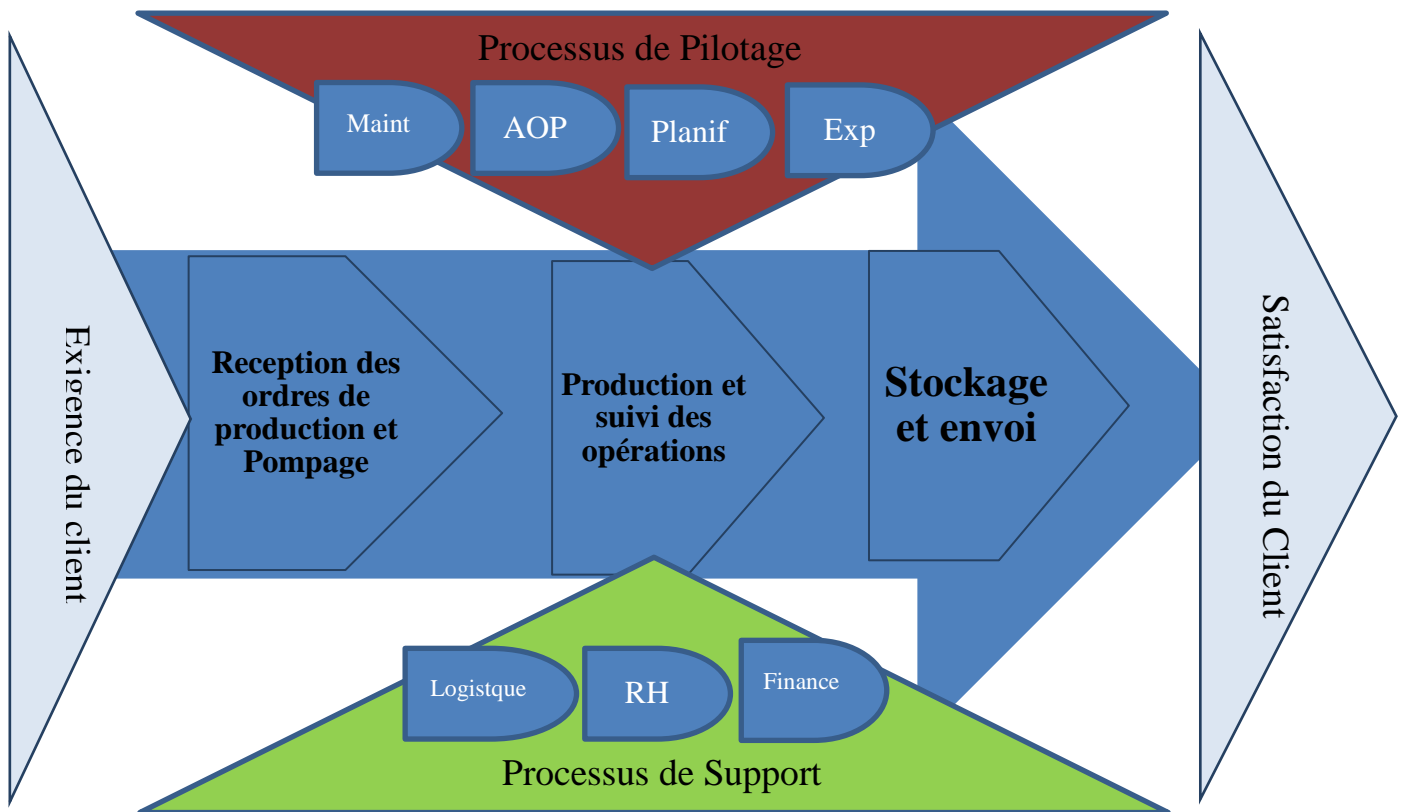 Processus de Pilotage
Maint
AOP
Planif
Exp
Exigence du client
Reception des
ordres de
production et
Pompage
Production et
suivi des
opérations
Stockage
et envoi
Satisfaction du Client
Logistque
RH
Finance
Processus de Support